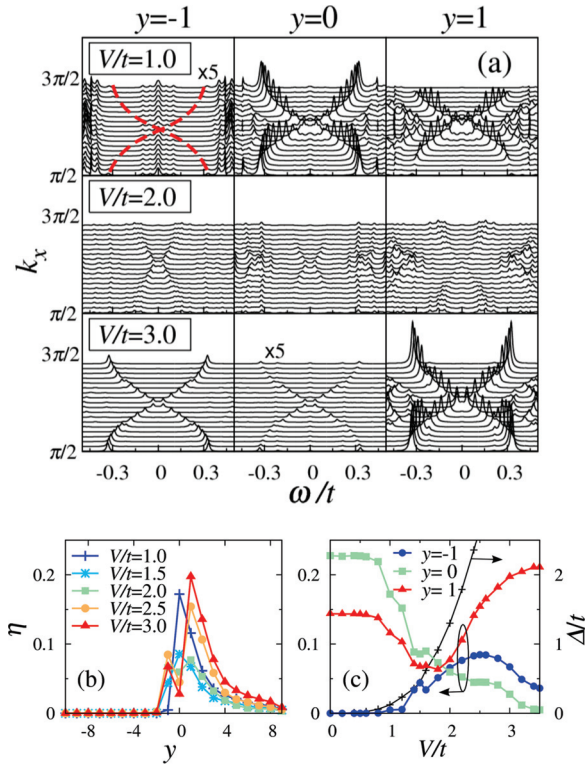 y=-1 y=0 y=1
V/t=1.0 x5 (a)
3π/2
π/2
V/t=2.0
3π/2
k_x
π/2
V/t=3.0 x5
3π/2
π/2
-0.3 0 0.3 -0.3 0 0.3 -0.3 0 0.3
ω/t
V/t=1.0
V/t=1.5
V/t=2.0
V/t=2.5
V/t=3.0
0.2
0.1
0
η
(b)
-8 -4 0 4 8
y
y=-1
y= 0
y= 1
0.2
0.1
0
(c)
2
1
0
Δ/t
0 1 2 3
V/t